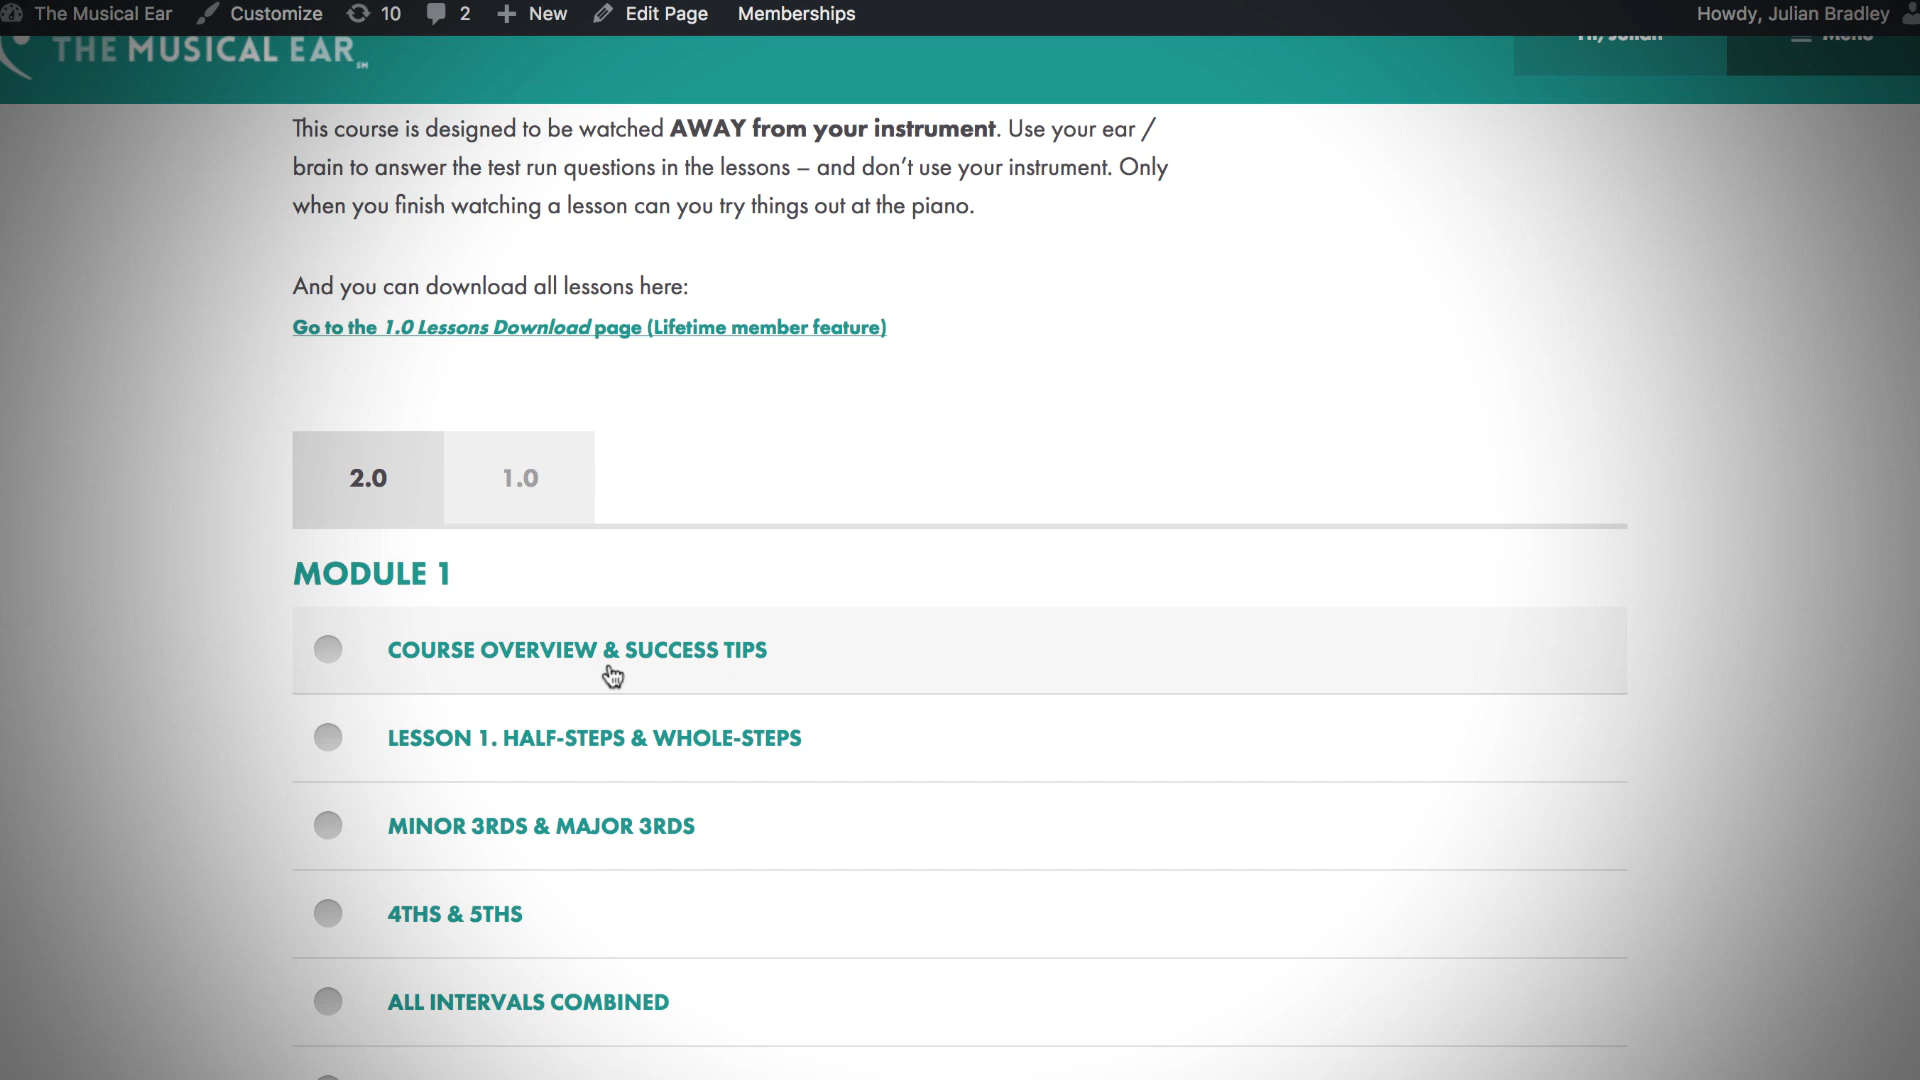 The Musical Ear Customize 10 2 New Edit Page Memberships Howdy, Julian Bradley
THE MUSICAL EAR SM
Hi, Julian Menu
This course is designed to be watched AWAY from your instrument. Use your ear /
brain to answer the test run questions in the lessons – and don’t use your instrument. Only
when you finish watching a lesson can you try things out at the piano.
And you can download all lessons here:
Go to the 1.0 Lessons Download page (Lifetime member feature)
2.0 1.0
MODULE 1
COURSE OVERVIEW & SUCCESS TIPS
LESSON 1. HALF-STEPS & WHOLE-STEPS
MINOR 3RDS & MAJOR 3RDS
4THS & 5THS
ALL INTERVALS COMBINED